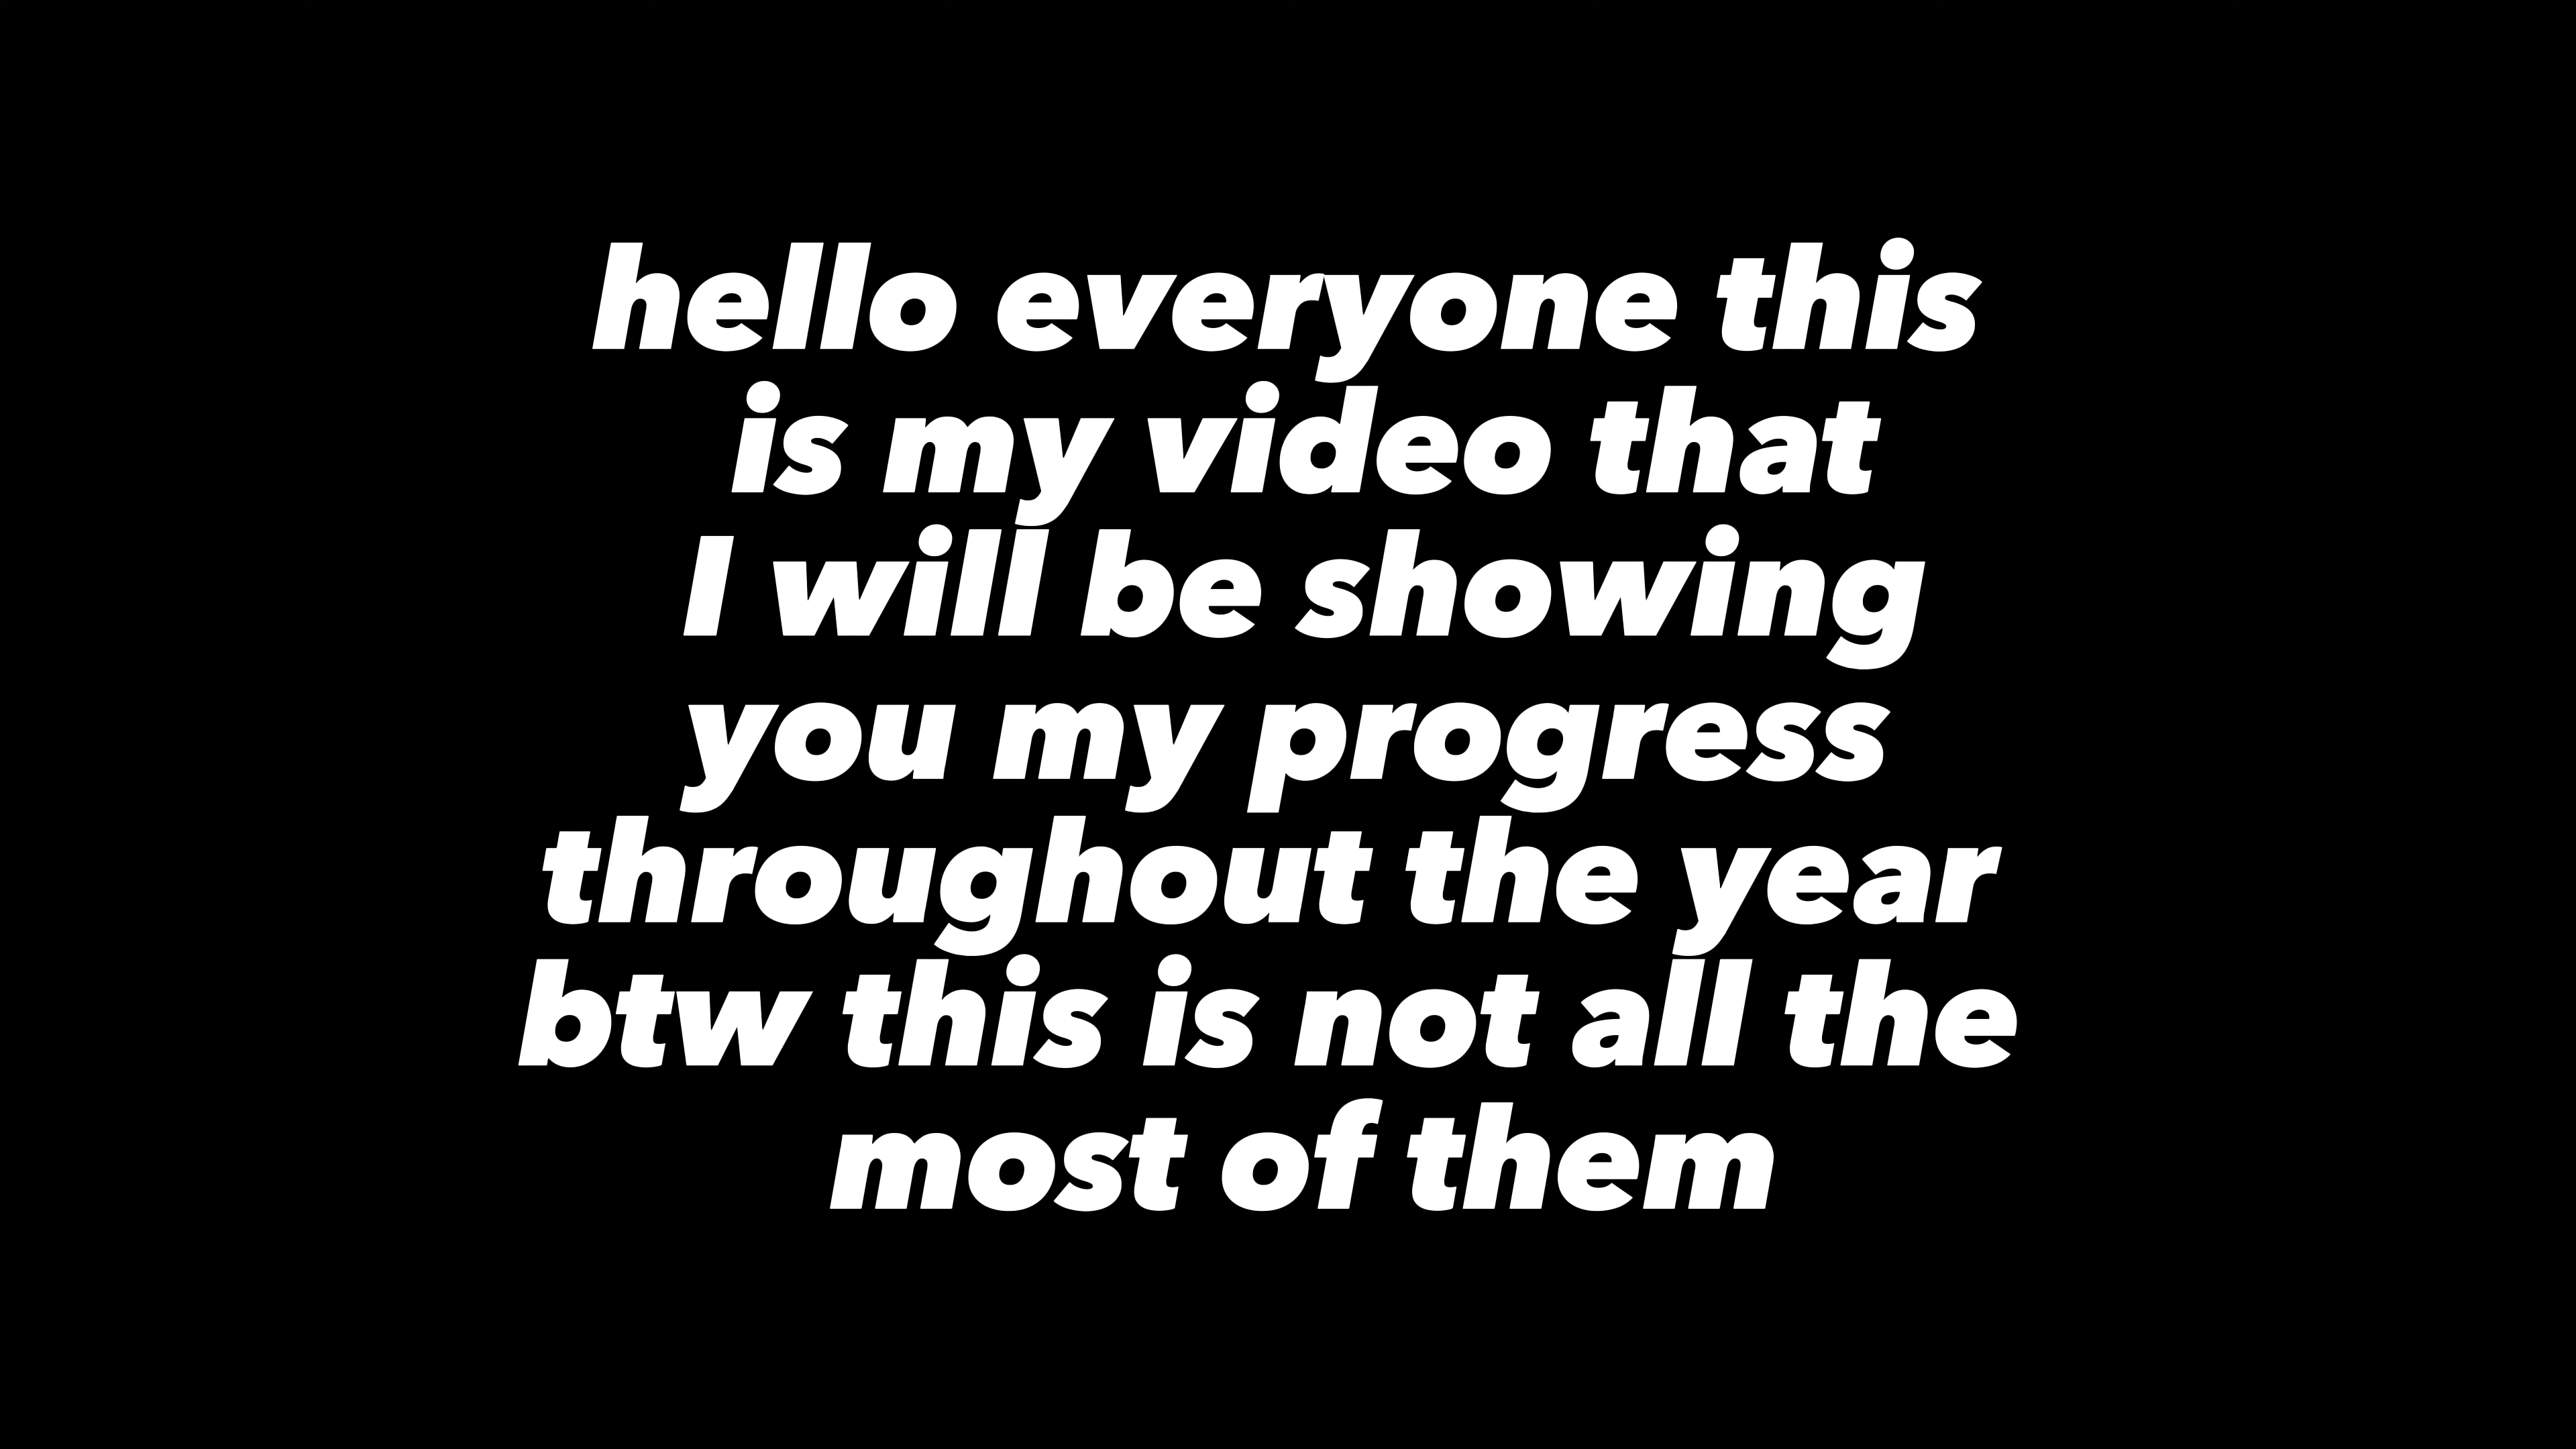 hello everyone this
is my video that
I will be showing
you my progress
throughout the year
btw this is not all the
most of them